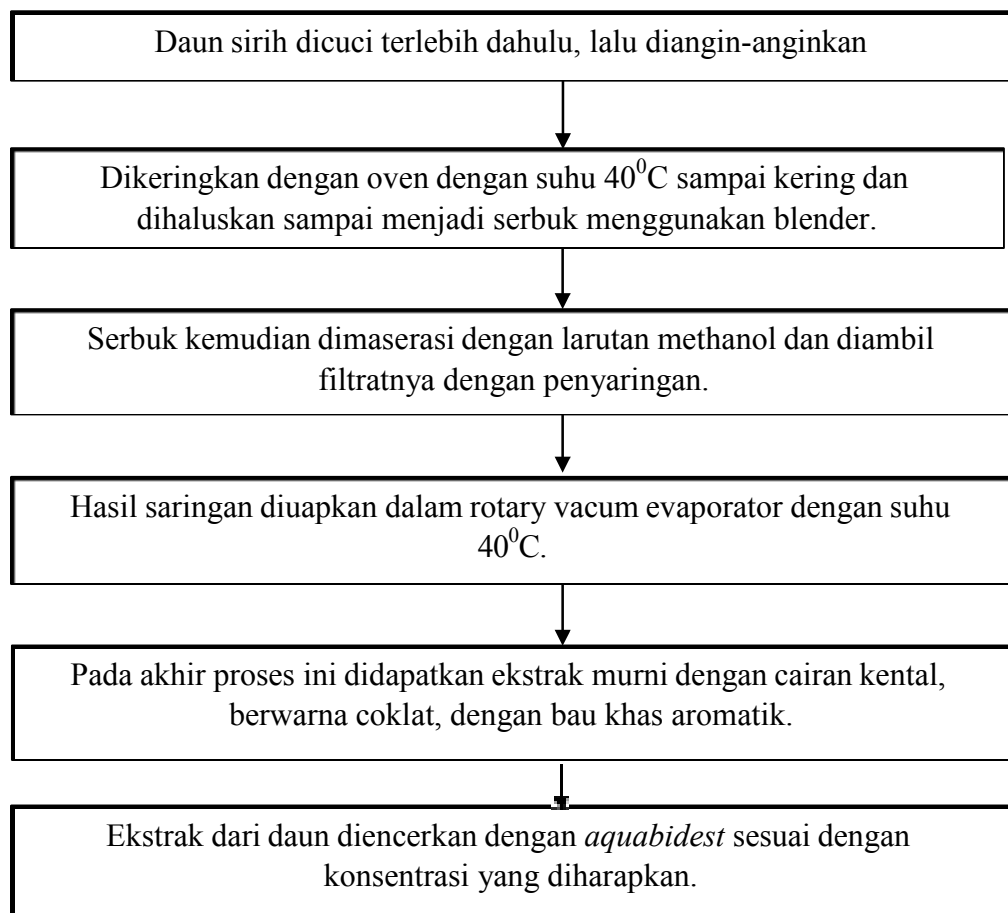 Daun sirih dicuci terlebih dahulu, lalu diangin-anginkan
Dikeringkan dengan oven dengan suhu 40⁰C sampai kering dan
dihaluskan sampai menjadi serbuk menggunakan blender.
Serbuk kemudian dimaserasi dengan larutan methanol dan diambil
filtratnya dengan penyaringan.
Hasil saringan diuapkan dalam rotary vacum evaporator dengan suhu
40⁰C.
Pada akhir proses ini didapatkan ekstrak murni dengan cairan kental,
berwarna coklat, dengan bau khas aromatik.
Ekstrak dari daun diencerkan dengan aquabidest sesuai dengan
konsentrasi yang diharapkan.